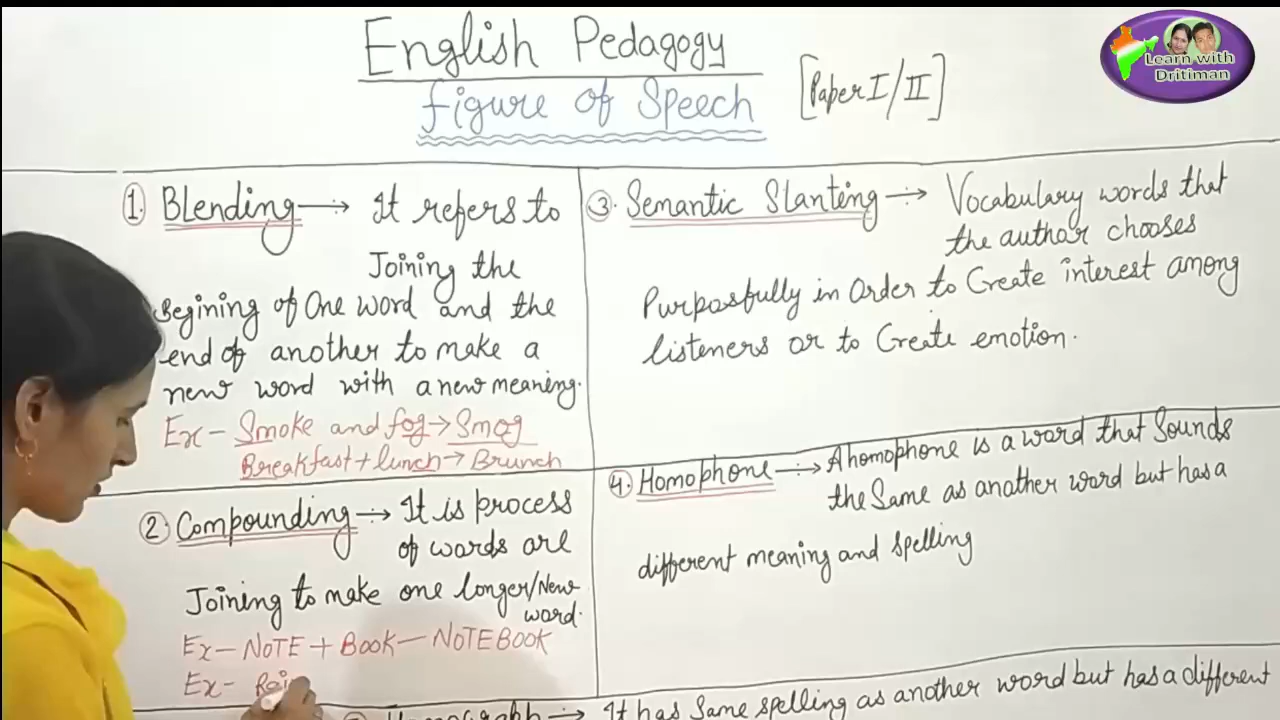 English Pedagogy
Figure of Speech
[Paper I/II]
Learn with
Dritiman
1. Blending → It refers to
Joining the
Begining of One word and the
end of another to make a
new word with a new meaning.
Ex - Smoke and fog → Smog
Breakfast + lunch → Brunch
2. Compounding → It is process
of words are
Joining to make one longer/New
word.
Ex - NOTE + BOOK - NOTEBOOK
Ex - Rai
3. Semantic Slanting → Vocabulary words that
the author chooses
Purposfully in Order to Create interest among
listeners or to Create emotion.
4. Homophone → A homophone is a word that Sounds
the Same as another word but has a
different meaning and spelling
Homograph → It has Same spelling as another word but has a different